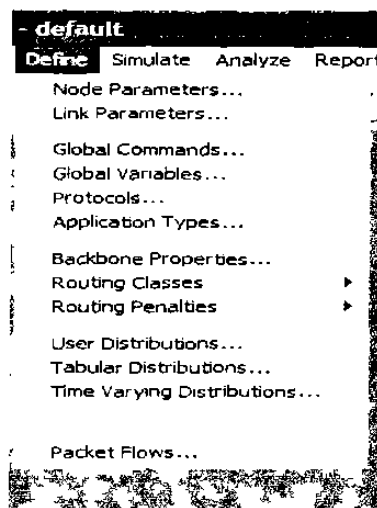 - default
Define Simulate Analyze Report
Node Parameters...
Link Parameters...
Global Commands...
Global Variables...
Protocols...
Application Types...
Backbone Properties...
Routing Classes
Routing Penalties
User Distributions...
Tabular Distributions...
Time Varying Distributions...
Packet Flows...